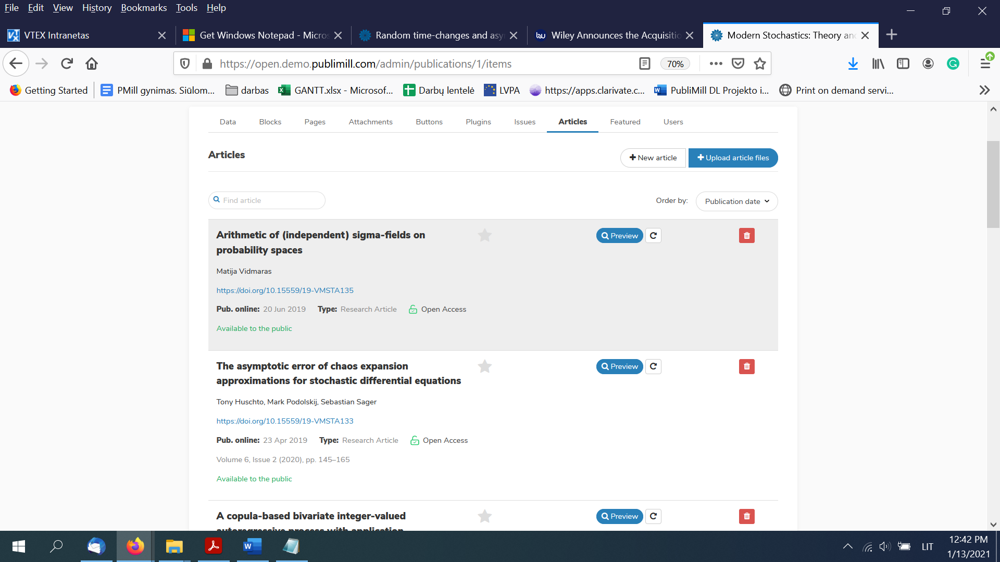 File Edit View History Bookmarks Tools Help
VTEX Intranetas
Get Windows Notepad - Micros
Random time-changes and asy
Wiley Announces the Acquisitio
Modern Stochastics: Theory an
https://open.demo.publimill.com/admin/publications/1/items
70%
Getting Started
PMill gynimas. Siūlom...
darbas
GANTT.xlsx - Microsof...
Darbų lentelė
LVPA
https://apps.clarivate.c...
PubliMill DL Projekto i...
Print on demand servi...
Data Blocks Pages Attachments Buttons Plugins Issues Articles Featured Users
Articles
New article
Upload article files
Find article
Order by: Publication date
Arithmetic of (independent) sigma-fields on
probability spaces
Preview
Matija Vidmaras
https://doi.org/10.15559/19-VMSTA135
Pub. online: 20 Jun 2019 Type: Research Article Open Access
Available to the public
The asymptotic error of chaos expansion
approximations for stochastic differential equations
Preview
Tony Huschto, Mark Podolskij, Sebastian Sager
https://doi.org/10.15559/19-VMSTA133
Pub. online: 23 Apr 2019 Type: Research Article Open Access
Volume 6, Issue 2 (2020), pp. 145–165
Available to the public
A copula-based bivariate integer-valued
autoregressive process with application
Preview
LIT
12:42 PM
1/13/2021